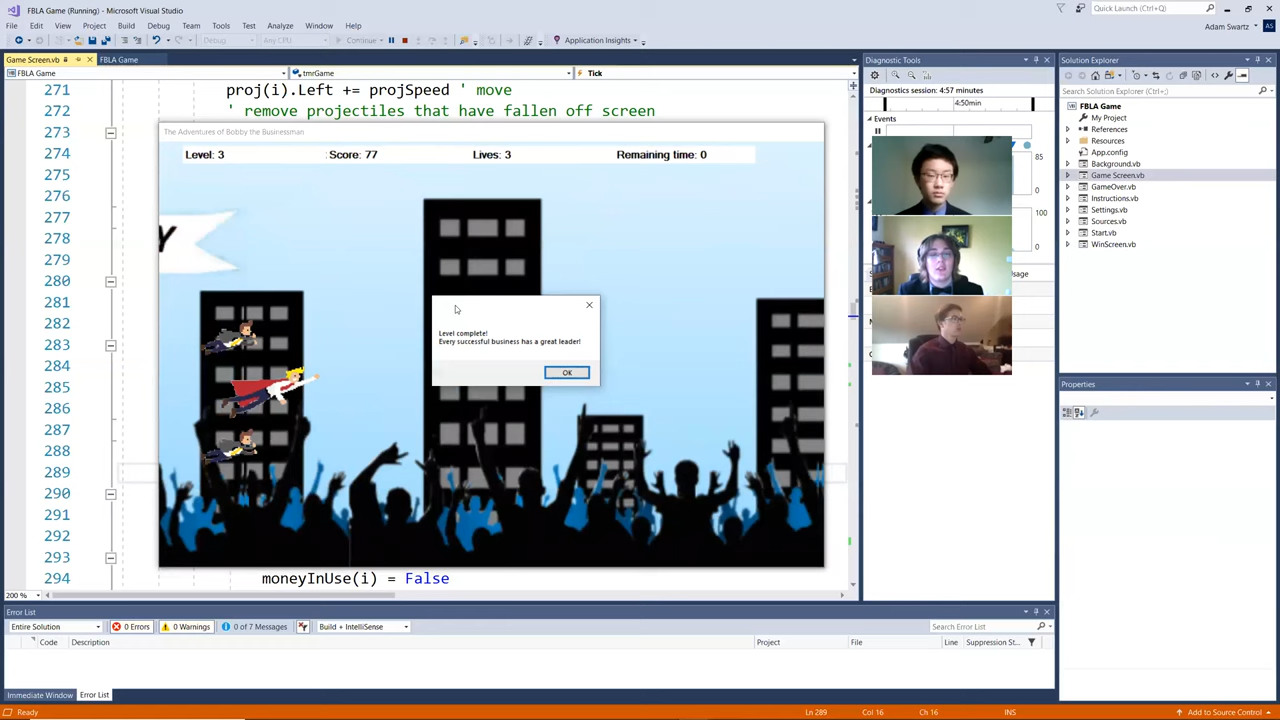 FBLA Game (Running) - Microsoft Visual Studio
Quick Launch (Ctrl+Q)
File Edit View Project Build Debug Team Tools Test Analyze Window Help
Adam Swartz
AS
Debug Any CPU Continue Application Insights
Game Screen.vb FBLA Game
FBLA Game tmrGame Tick
271 proj(i).Left += projSpeed ' move
272 ' remove projectiles that have fallen off screen
273
274
275
276
277
278
279
280
281
282
283
284
285
286
287
288
289
290
291
292
293
294 moneyInUse(i) = False
The Adventures of Bobby the Businessman
Level: 3 Score: 77 Lives: 3 Remaining time: 0
Y
Level complete!
Every successful business has a great leader!
OK
200 %
Diagnostic Tools
Diagnostics session: 4:57 minutes
4:50min
Events
85
0
100
0
Solution Explorer
Search Solution Explorer (Ctrl+;)
FBLA Game
My Project
References
Resources
App.config
Background.vb
Game Screen.vb
GameOver.vb
Instructions.vb
Settings.vb
Sources.vb
Start.vb
WinScreen.vb
Properties
Error List
Entire Solution 0 Errors 0 Warnings 0 of 7 Messages Build + IntelliSense
Search Error List
Code Description Project File Line Suppression St...
Immediate Window Error List
Ready Ln 289 Col 16 Ch 16 INS Add to Source Control